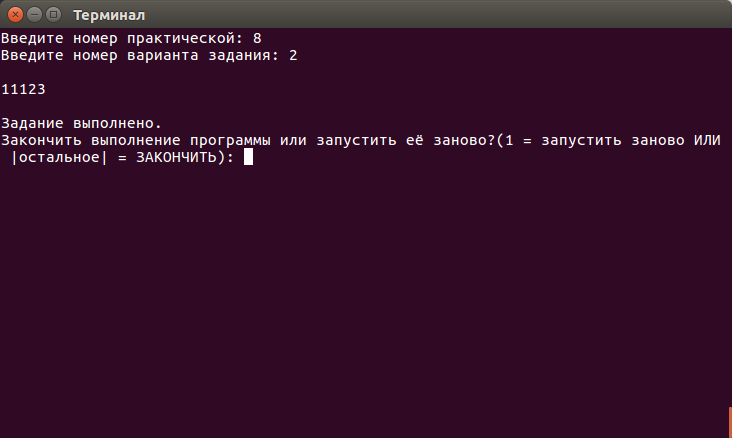 Терминал
Введите номер практической: 8
Введите номер варианта задания: 2
11123
Задание выполнено.
Закончить выполнение программы или запустить её заново?(1 = запустить заново ИЛИ
|остальное| = ЗАКОНЧИТЬ):